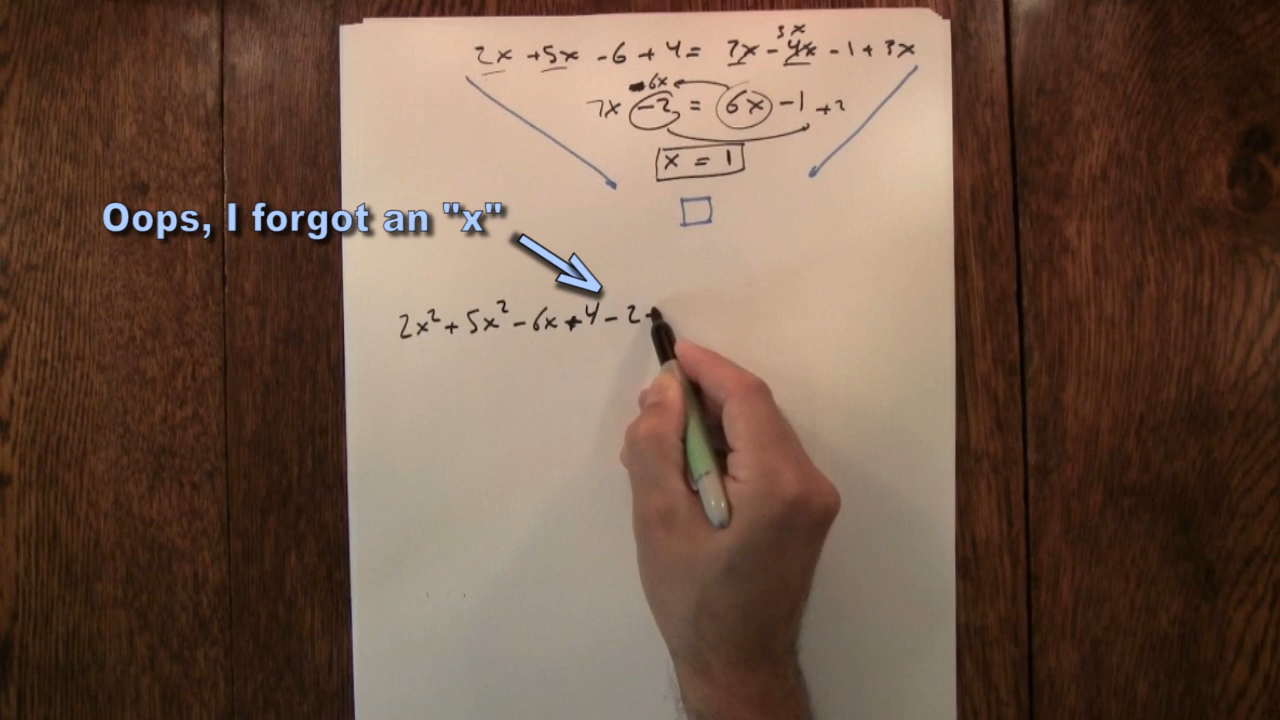 3x
2x + 5x - 6 + 4 = 7x - 4x - 1 + 3x
-6x
7x - 2 = 6x - 1 + 2
x = 1
Oops, I forgot an "x"
2x² + 5x² - 6x + 4 - 2 -